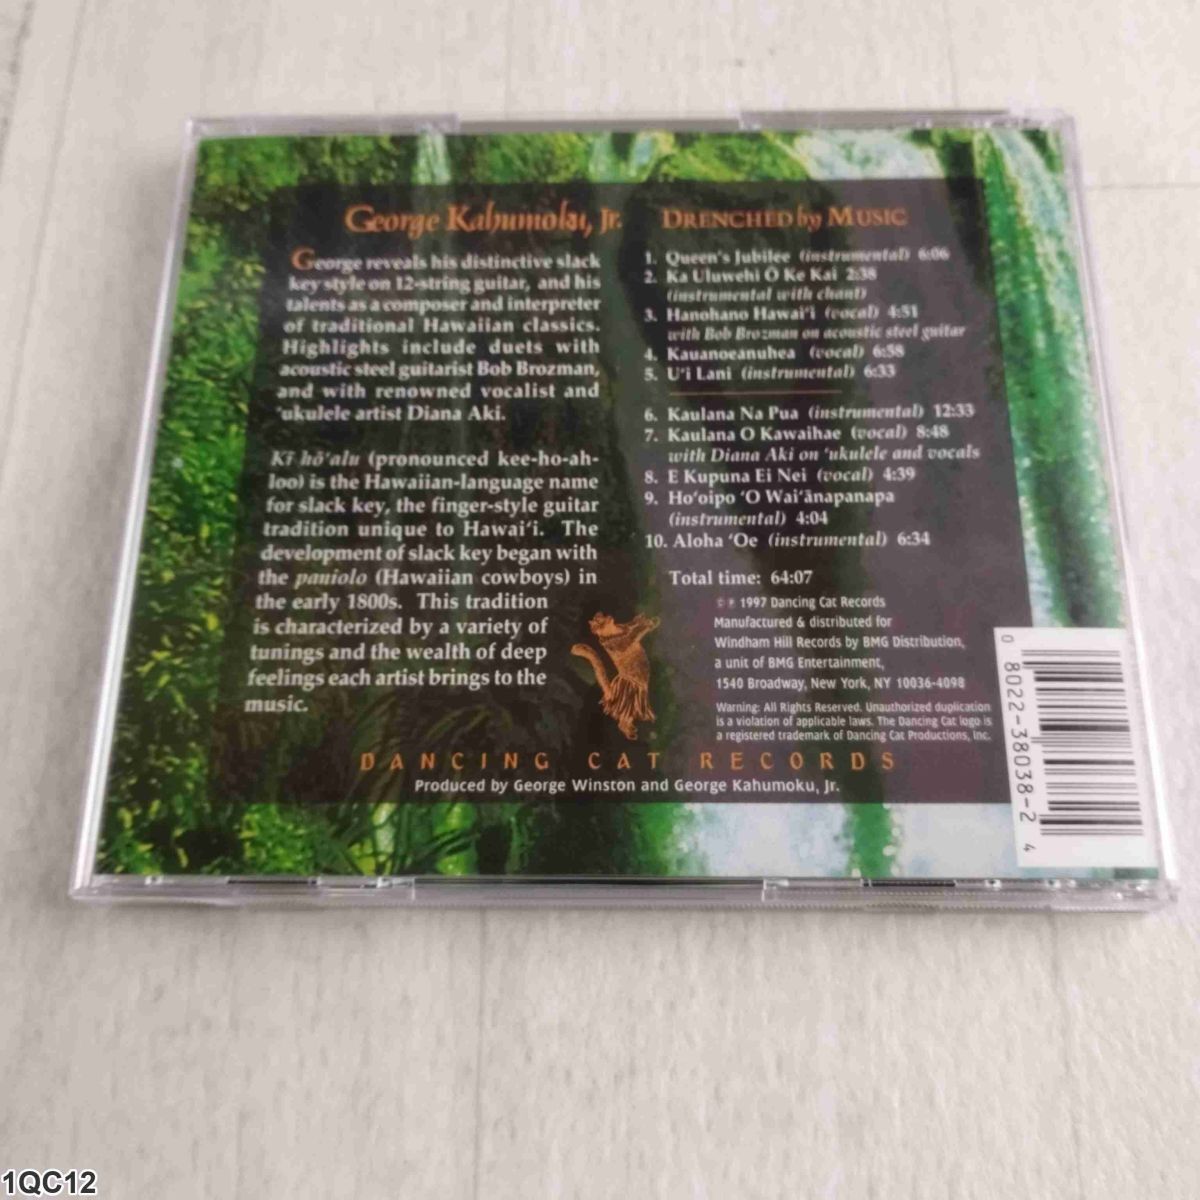 George Kahumoku, Jr.
George reveals his distinctive slack
key style on 12-string guitar, and his
talents as a composer and interpreter
of traditional Hawaiian classics.
Highlights include duets with
acoustic steel guitarist Bob Brozman,
and with renowned vocalist and
ʻukulele artist Diana Aki.
Kī hōʻalu (pronounced kee-ho-ah-
loo) is the Hawaiian-language name
for slack key, the finger-style guitar
tradition unique to Hawaiʻi. The
development of slack key began with
the paniolo (Hawaiian cowboys) in
the early 1800s. This tradition
is characterized by a variety of
tunings and the wealth of deep
feelings each artist brings to the
music.
DRENCHED by MUSIC
1. Queen's Jubilee (instrumental) 6:06
2. Ka Uluwehi O Ke Kai 2:38
(instrumental with chant)
3. Hanohano Hawaiʻi (vocal) 4:51
with Bob Brozman on acoustic steel guitar
4. Kauanoeanuhea (vocal) 6:58
5. Uʻi Lani (instrumental) 6:33
6. Kaulana Na Pua (instrumental) 12:33
7. Kaulana O Kawaihae (vocal) 8:48
with Diana Aki on ʻukulele and vocals
8. E Kupuna Ei Nei (vocal) 4:39
9. Hoʻoipo ʻO Waiʻānapanapa
(instrumental) 4:04
10. Aloha ʻOe (instrumental) 6:34
Total time: 64:07
© ℗ 1997 Dancing Cat Records
Manufactured & distributed for
Windham Hill Records by BMG Distribution,
a unit of BMG Entertainment,
1540 Broadway, New York, NY 10036-4098
Warning: All Rights Reserved. Unauthorized duplication
is a violation of applicable laws. The Dancing Cat logo is
a registered trademark of Dancing Cat Productions, Inc.
DANCING CAT RECORDS
Produced by George Winston and George Kahumoku, Jr.
0 8022-38038-2 4
1QC12